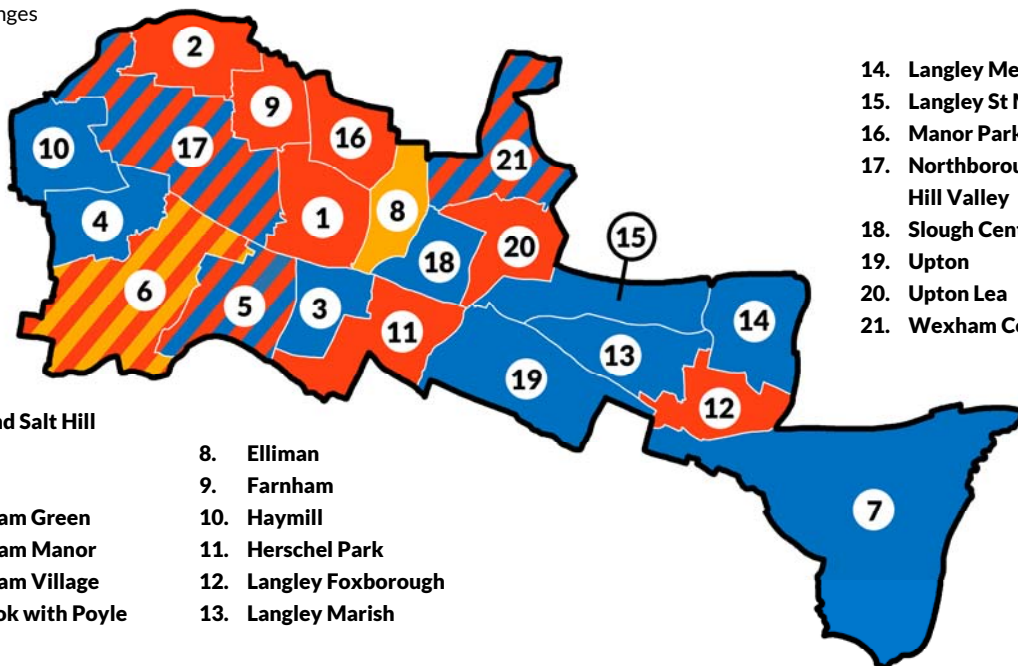 nges
2
9
16
10
17
21
4
1
8
15
20
18
6
5
3
11
14
13
19
12
7
nd Salt Hill
am Green
am Manor
am Village
ok with Poyle
8. Elliman
9. Farnham
10. Haymill
11. Herschel Park
12. Langley Foxborough
13. Langley Marish
14. Langley Me
15. Langley St
16. Manor Park
17. Northborou
Hill Valley
18. Slough Cent
19. Upton
20. Upton Lea
21. Wexham Co